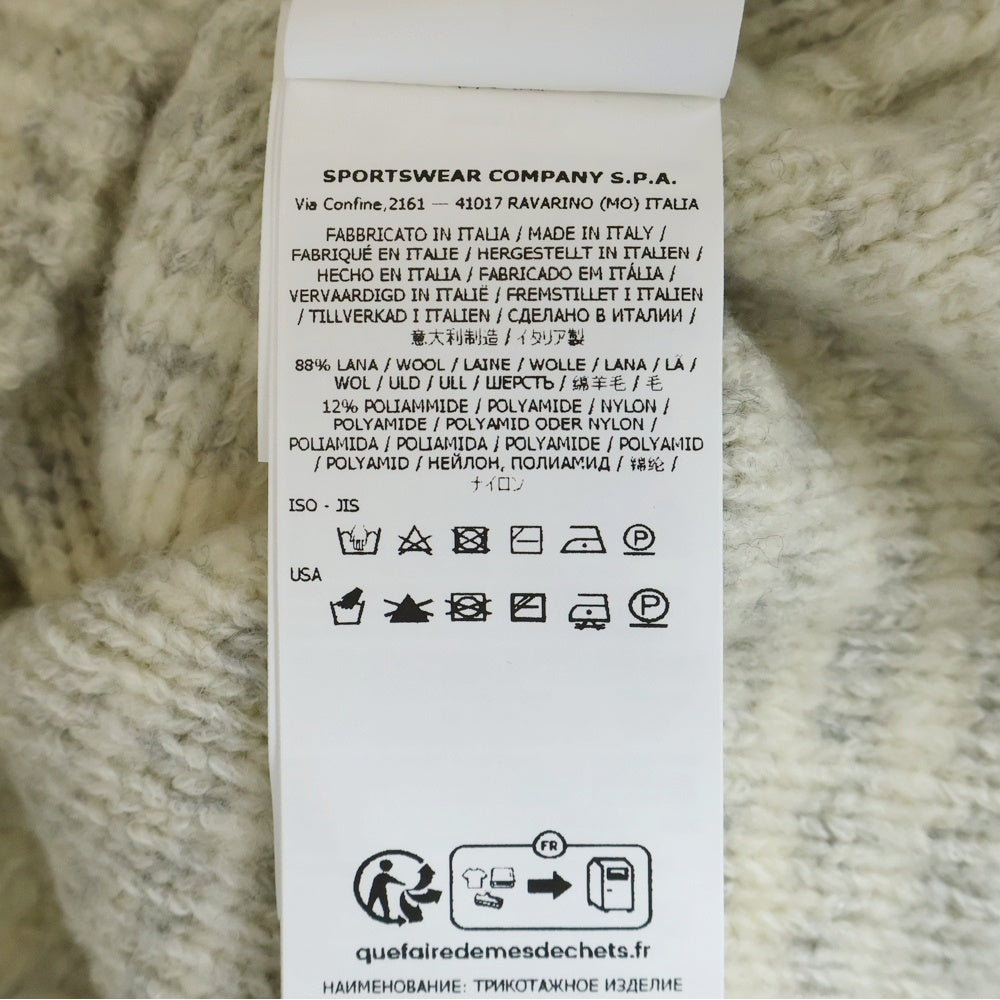 SPORTSWEAR COMPANY S.P.A.
Via Confine,2161 — 41017 RAVARINO (MO) ITALIA
FABBRICATO IN ITALIA / MADE IN ITALY /
FABRIQUÉ EN ITALIE / HERGESTELLT IN ITALIEN /
HECHO EN ITALIA / FABRICADO EM ITÁLIA /
VERVAARDIGD IN ITALIË / FREMSTILLET I ITALIEN
/ TILLVERKAD I ITALIEN / СДЕЛАНО В ИТАЛИИ /
意大利制造 / イタリア製
88% LANA / WOOL / LAINE / WOLLE / LANA / LÃ /
WOL / ULD / ULL / ШЕРСТЬ / 绵羊毛 / 毛
12% POLIAMMIDE / POLYAMIDE / NYLON /
POLYAMIDE / POLYAMID ODER NYLON /
POLIAMIDA / POLIAMIDA / POLYAMIDE / POLYAMID
/ POLYAMID / НЕЙЛОН, ПОЛИАМИД / 锦纶 /
ナイロン
ISO - JIS
P
USA
P
FR
quefairedemesdechets.fr
НАИМЕНОВАНИЕ: ТРИКОТАЖНОЕ ИЗДЕЛИЕ